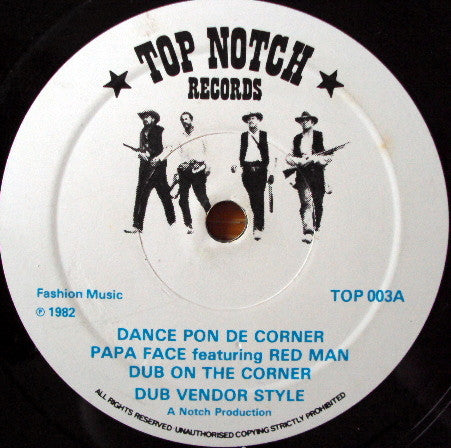 TOP NOTCH
RECORDS
Fashion Music
℗ 1982
TOP 003A
DANCE PON DE CORNER
PAPA FACE featuring RED MAN
DUB ON THE CORNER
DUB VENDOR STYLE
A Notch Production
ALL RIGHTS RESERVED UNAUTHORISED COPYING STRICTLY PROHIBITED